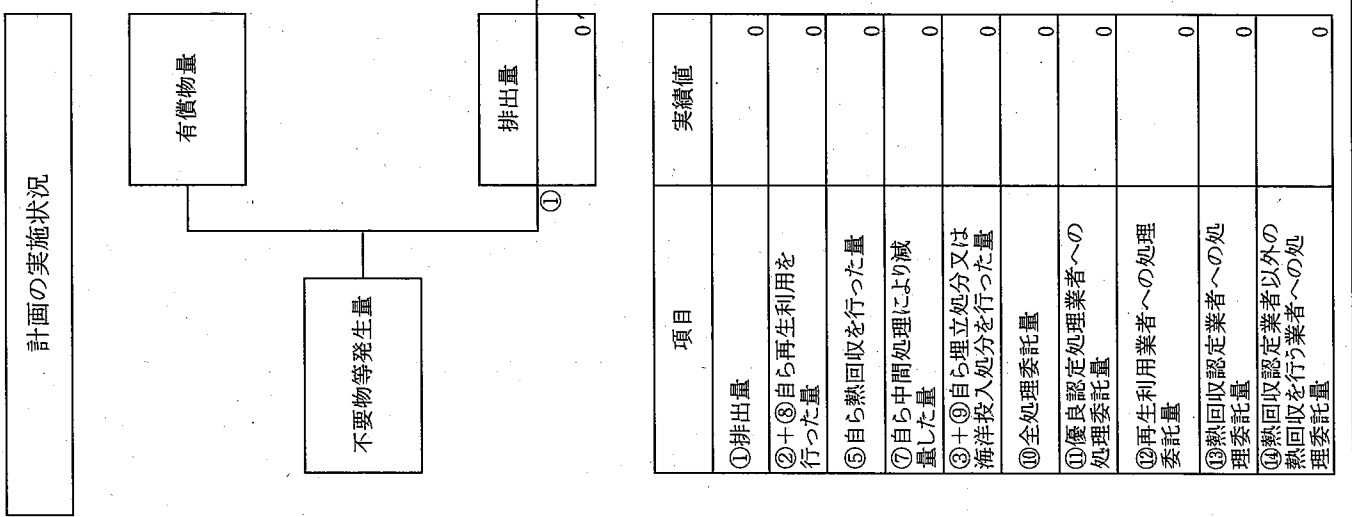 計画の実施状況
有償物量
不要物等発生量
排出量
①
0
項目
実績値
①排出量
0
②+⑧自ら再生利用を
行った量
0
⑤自ら熱回収を行った量
0
⑦自ら中間処理により減
量した量
0
③+⑨自ら埋立処分又は
海洋投入処分を行った量
0
⑩全処理委託量
0
⑪優良認定処理業者への
処理委託量
0
⑫再生利用業者への処理
委託量
0
⑬熱回収認定業者への処
理委託量
0
⑭熱回収認定業者以外の
熱回収を行う業者への処
理委託量
0